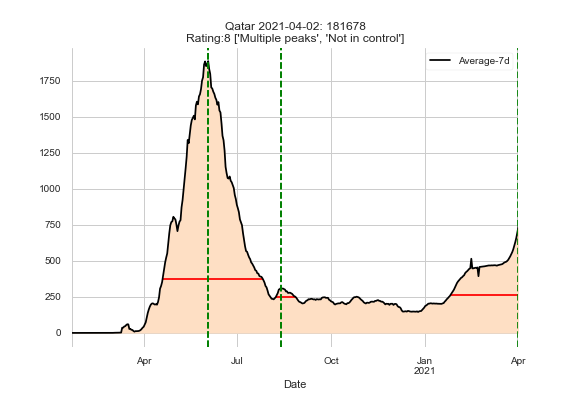 Qatar 2021-04-02: 181678
Rating:8 ['Multiple peaks', 'Not in control']
Average-7d
1750
1500
1250
1000
750
500
250
0
Apr
Jul
Oct
Jan
2021
Apr
Date